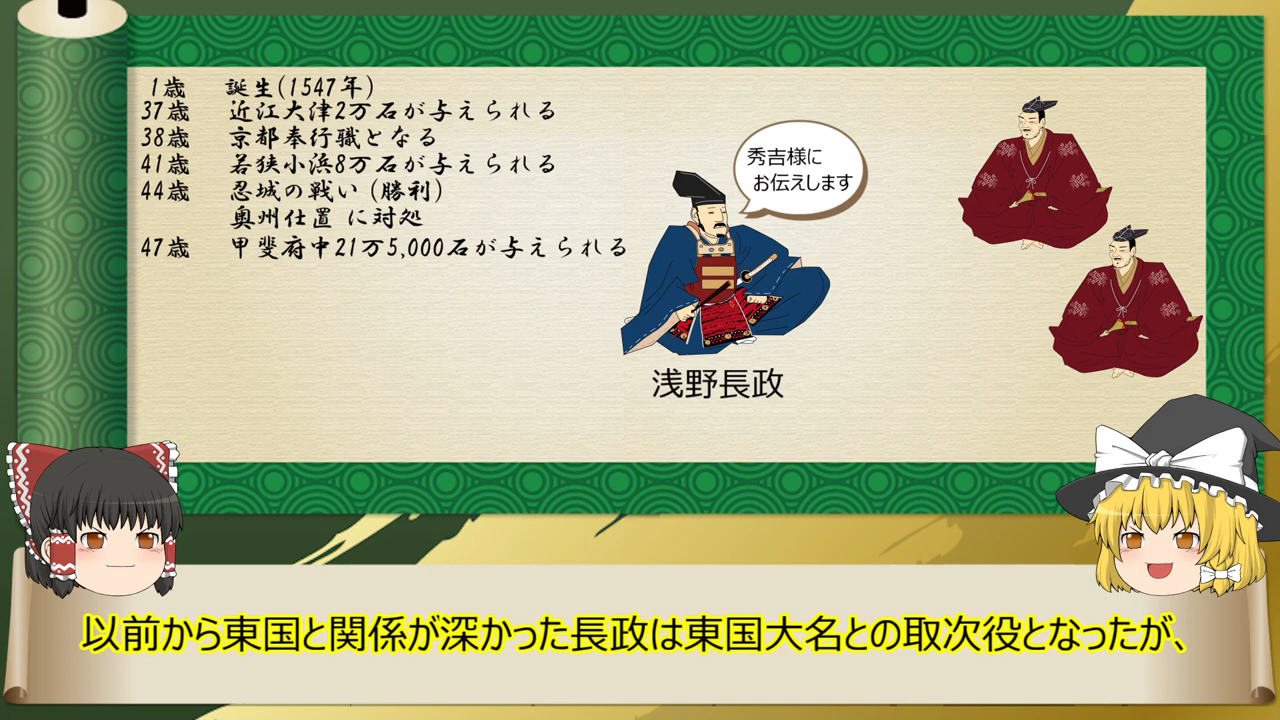 1歳 誕生(1547年)
37歳 近江大津2万石が与えられる
38歳 京都奉行職となる
41歳 若狭小浜8万石が与えられる
44歳 忍城の戦い(勝利)
奥州仕置 に対処
47歳 甲斐府中21万5,000石が与えられる
秀吉様に
お伝えします
浅野長政
以前から東国と関係が深かった長政は東国大名との取次役となったが、